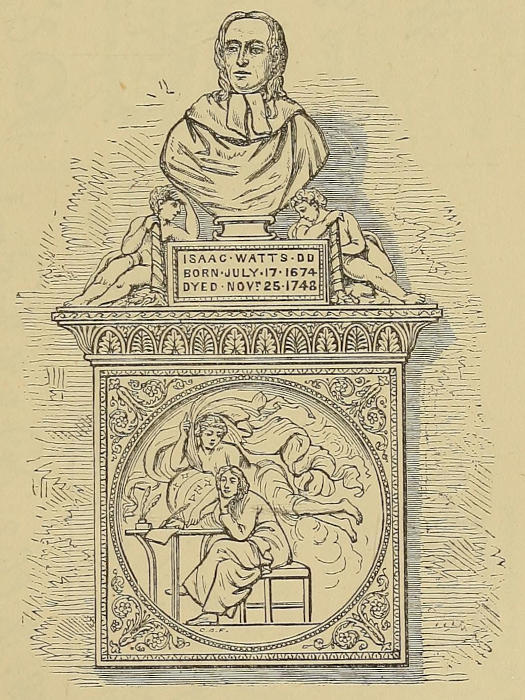 ISAAC · WATTS · DD
BORN · JULY · 17 · 1674
DYED · NOVR 25 · 1748